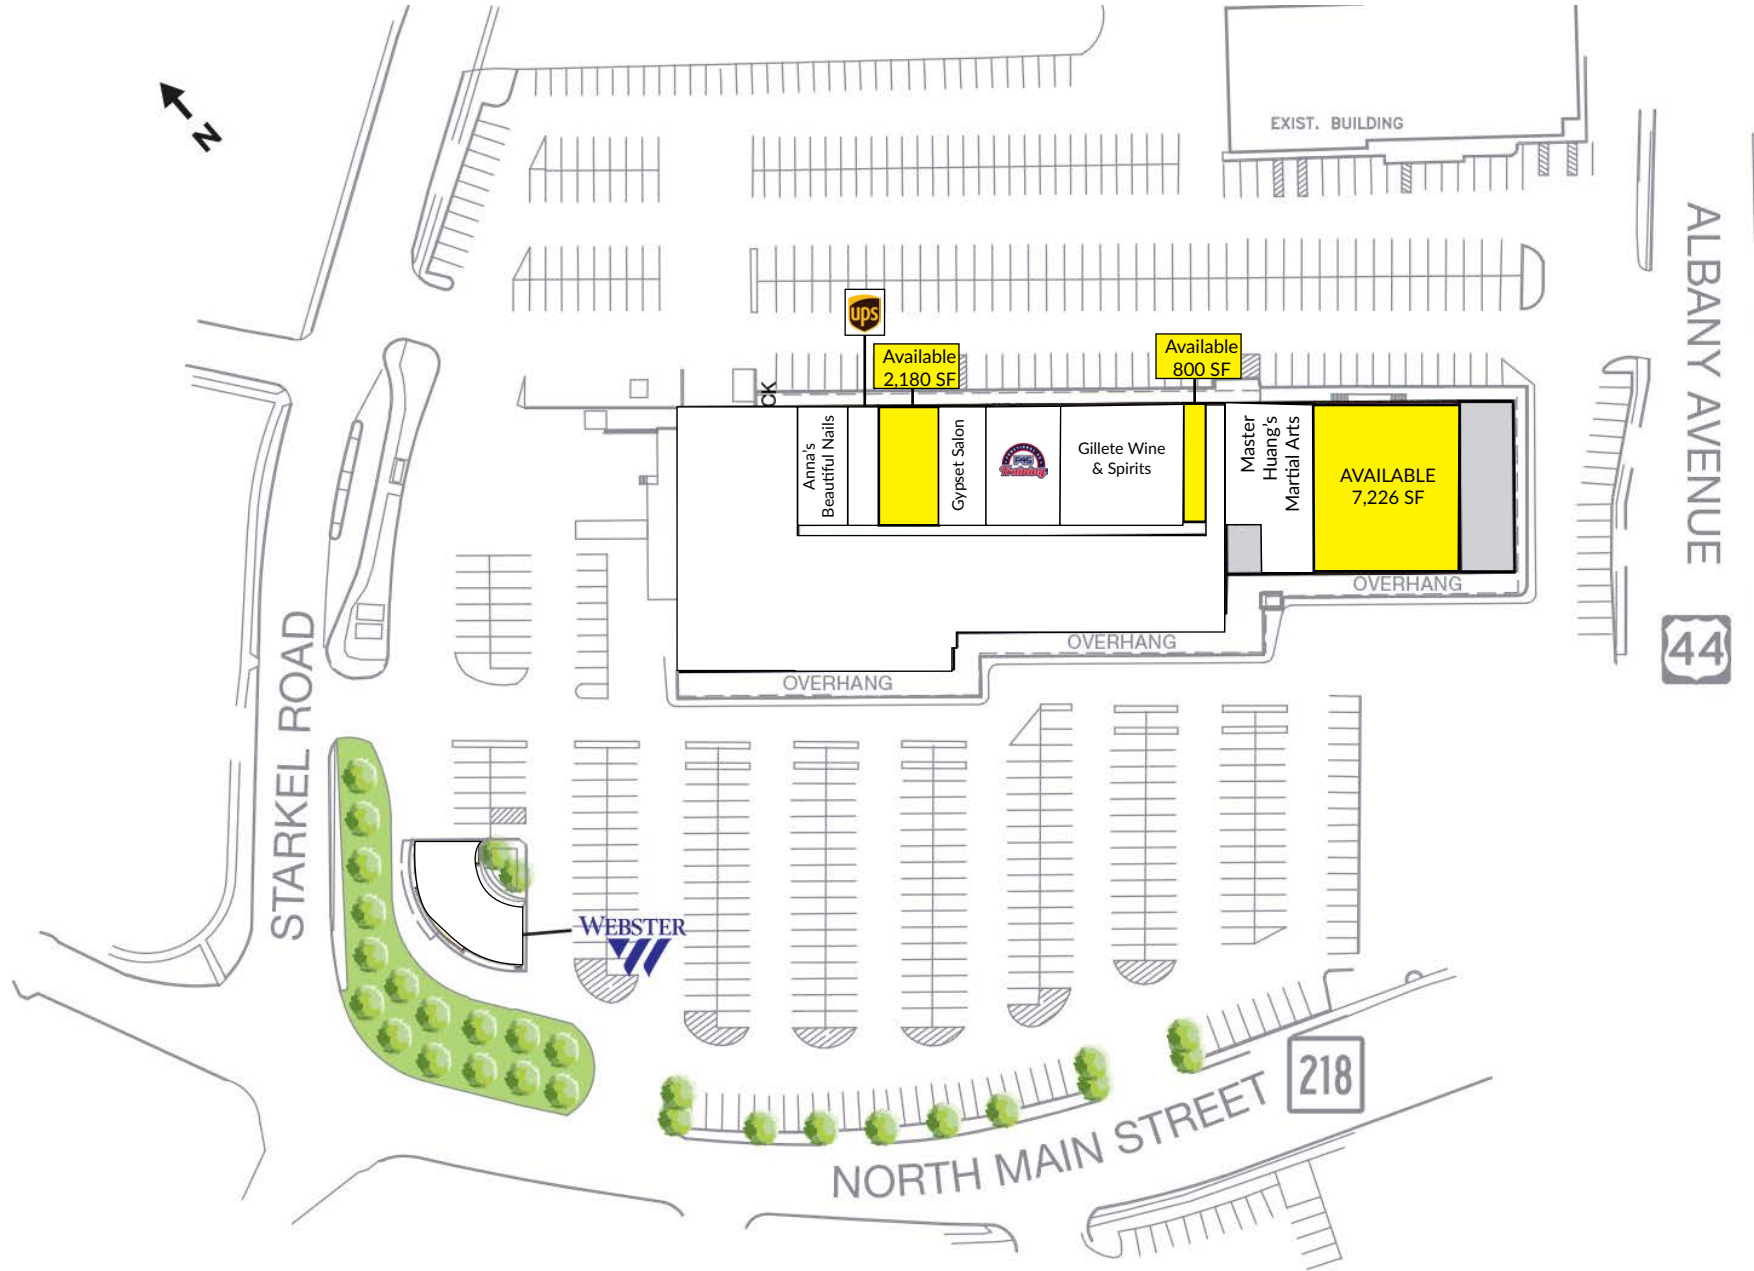 EXIST. BUILDING
N
ALBANY AVENUE
44
ups
Available
2,180 SF
Available
800 SF
CK
Anna's
Beautiful Nails
Gypset Salon
F45
Training
Gillete Wine
& Spirits
Master
Huang's
Martial Arts
AVAILABLE
7,226 SF
OVERHANG
OVERHANG
OVERHANG
STARKEL ROAD
WEBSTER
218
NORTH MAIN STREET